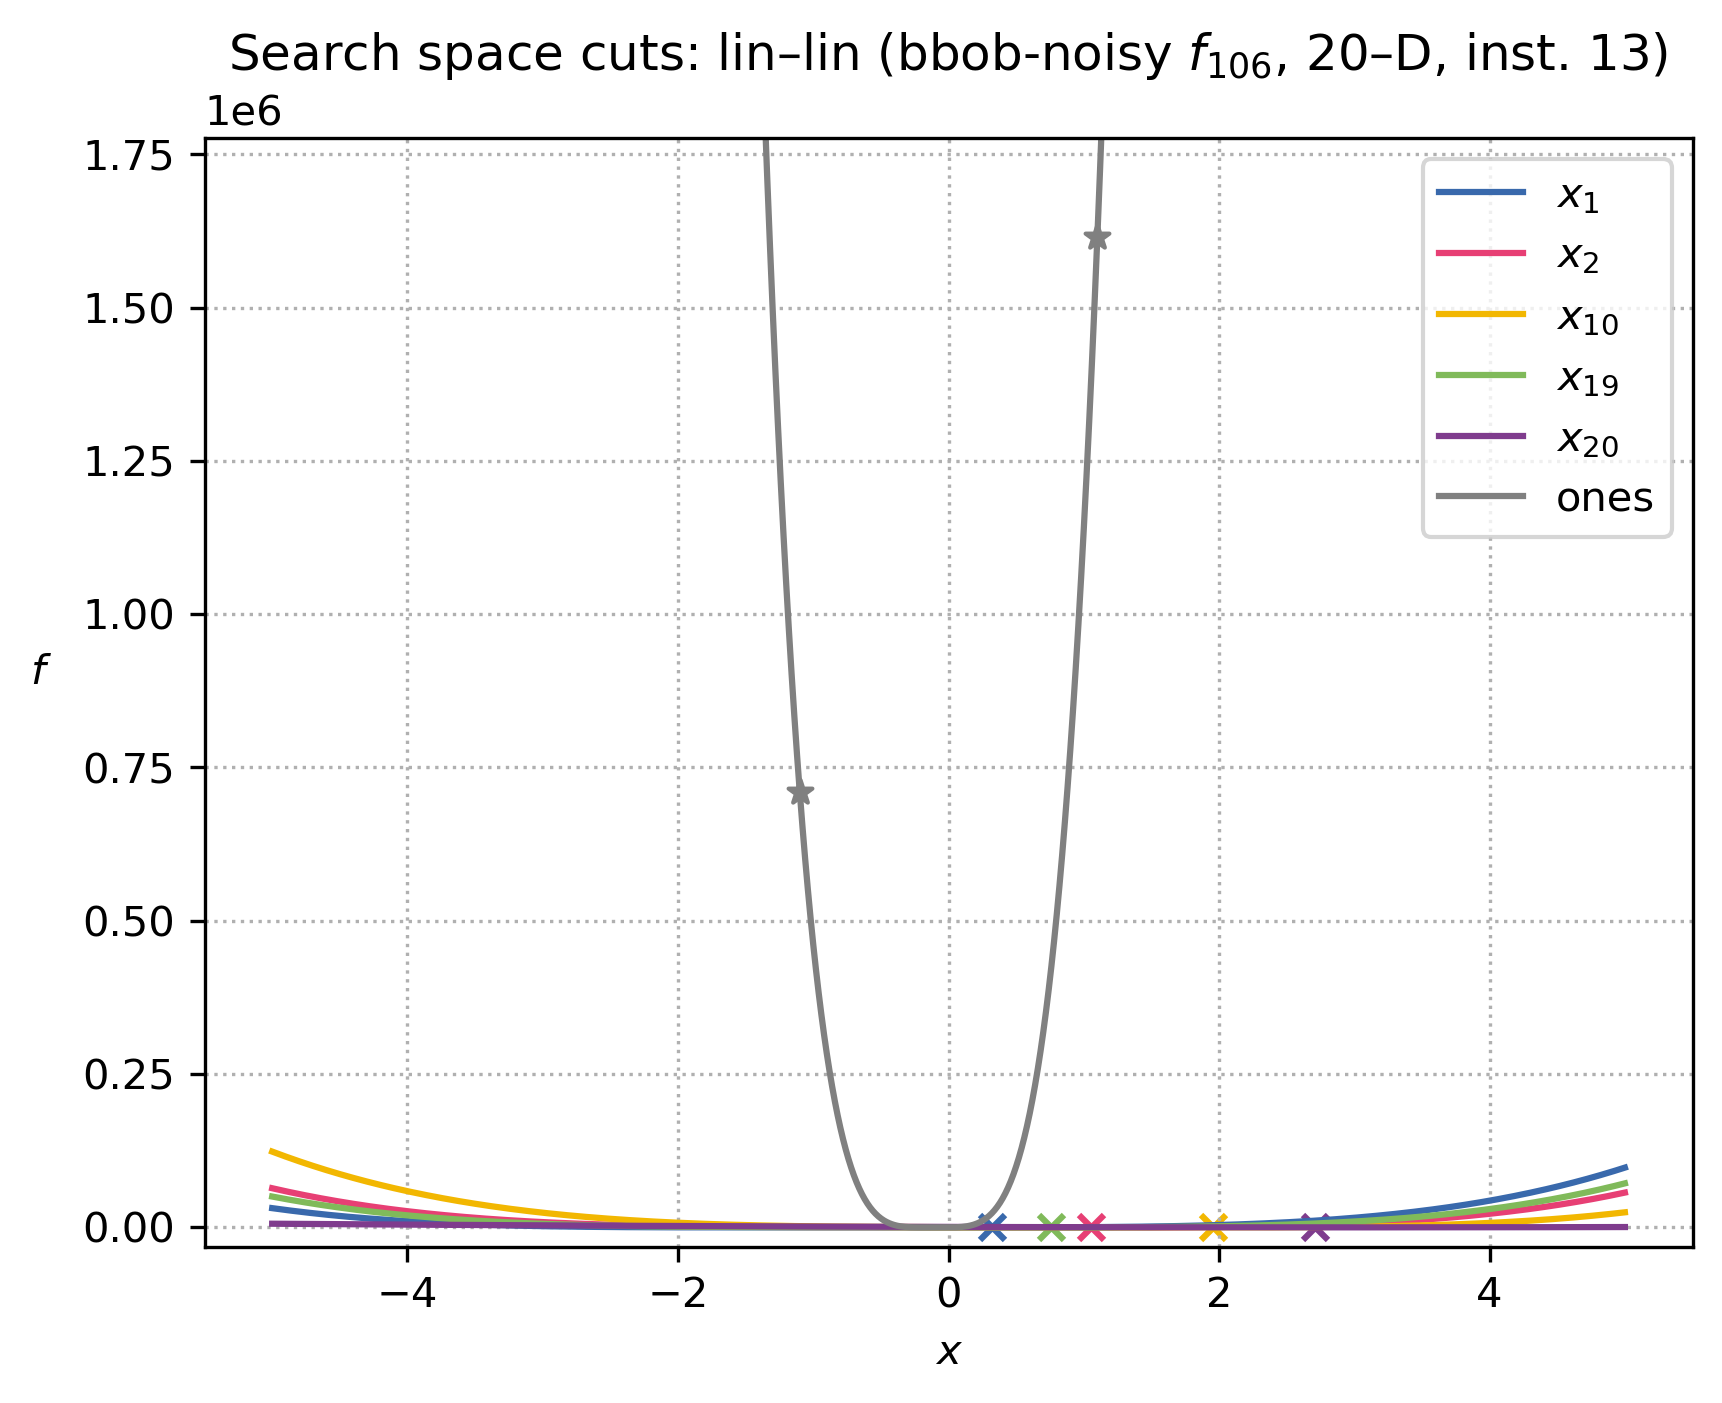 Search space cuts: lin–lin (bbob-noisy f₁₀₆, 20–D, inst. 13)
1e6
1.75
1.50
1.25
1.00
0.75
0.50
0.25
0.00
f
−4
−2
0
2
4
x
x₁
x₂
x₁₀
x₁₉
x₂₀
ones